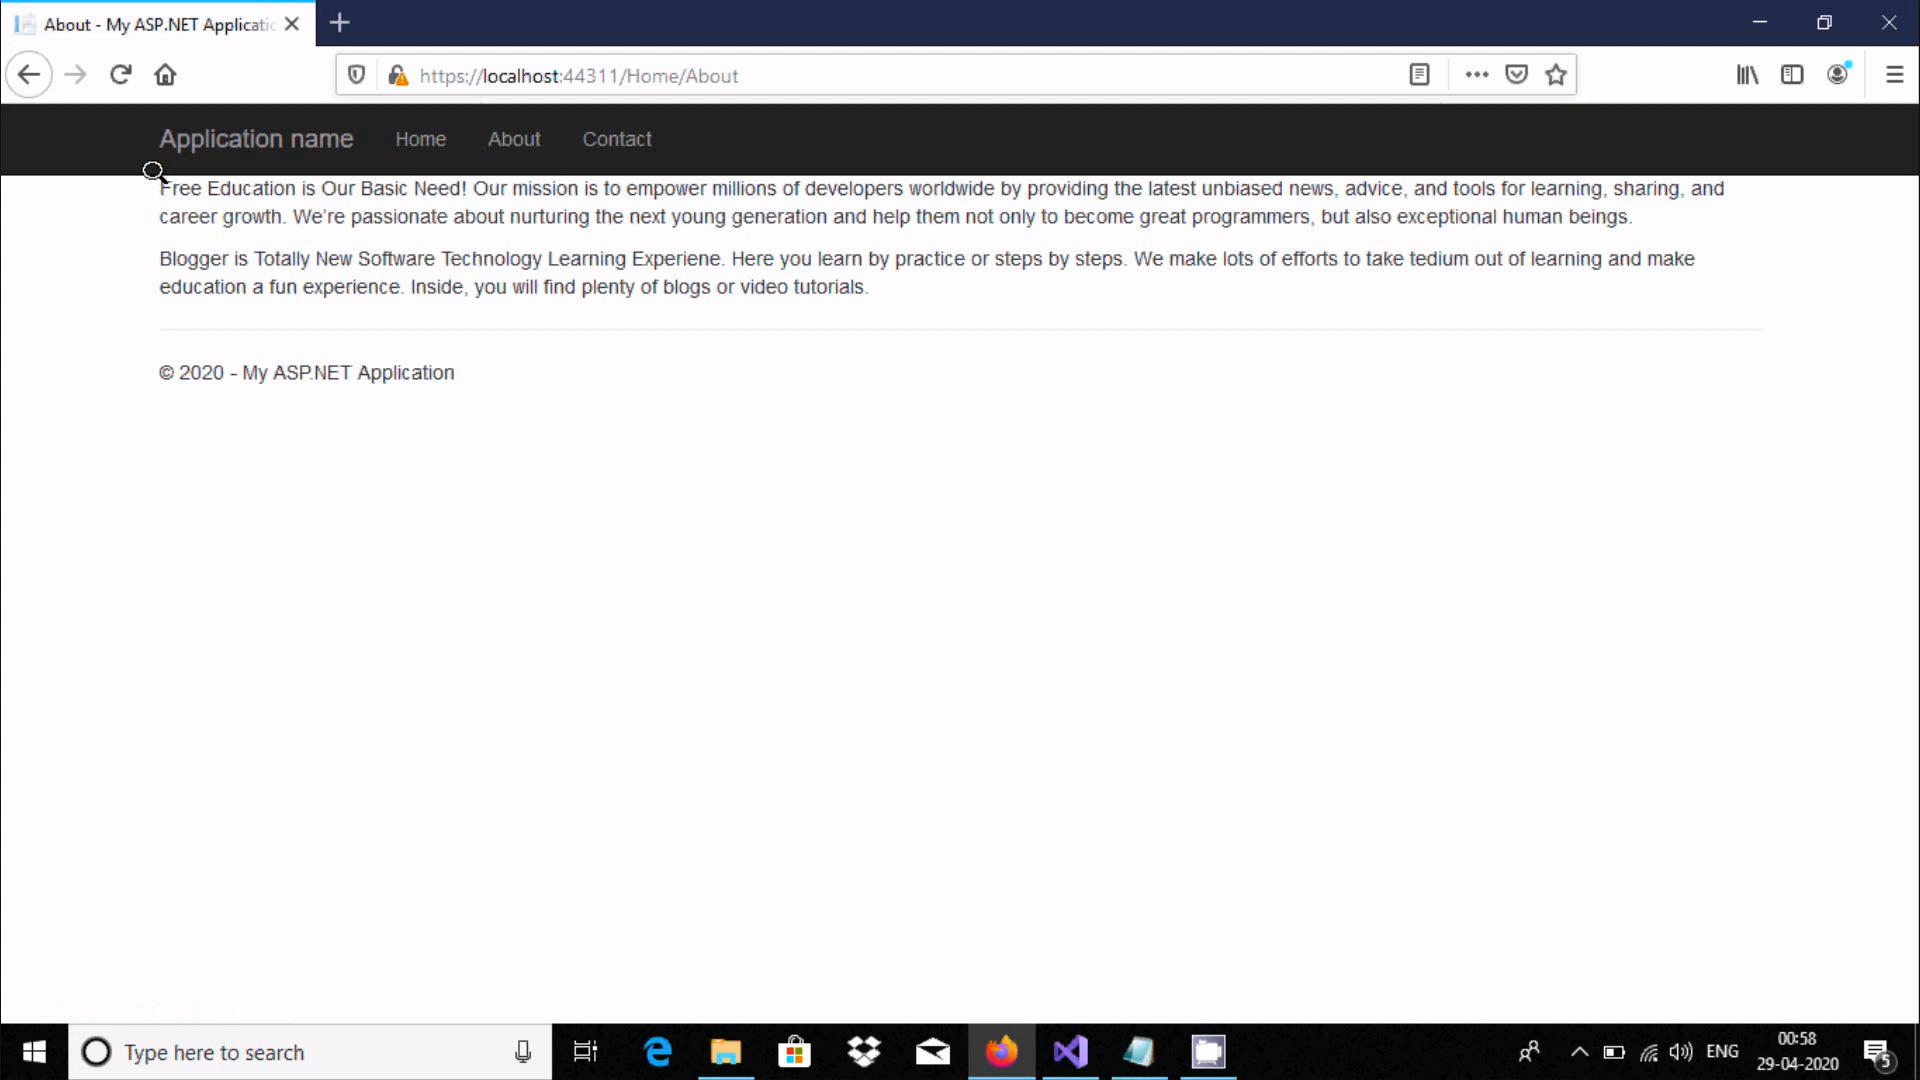 About - My ASP.NET Applicatic
https://localhost:44311/Home/About
Application name Home About Contact
Free Education is Our Basic Need! Our mission is to empower millions of developers worldwide by providing the latest unbiased news, advice, and tools for learning, sharing, and
career growth. We're passionate about nurturing the next young generation and help them not only to become great programmers, but also exceptional human beings.
Blogger is Totally New Software Technology Learning Experiene. Here you learn by practice or steps by steps. We make lots of efforts to take tedium out of learning and make
education a fun experience. Inside, you will find plenty of blogs or video tutorials.
© 2020 - My ASP.NET Application
Type here to search
ENG
00:58
29-04-2020
5